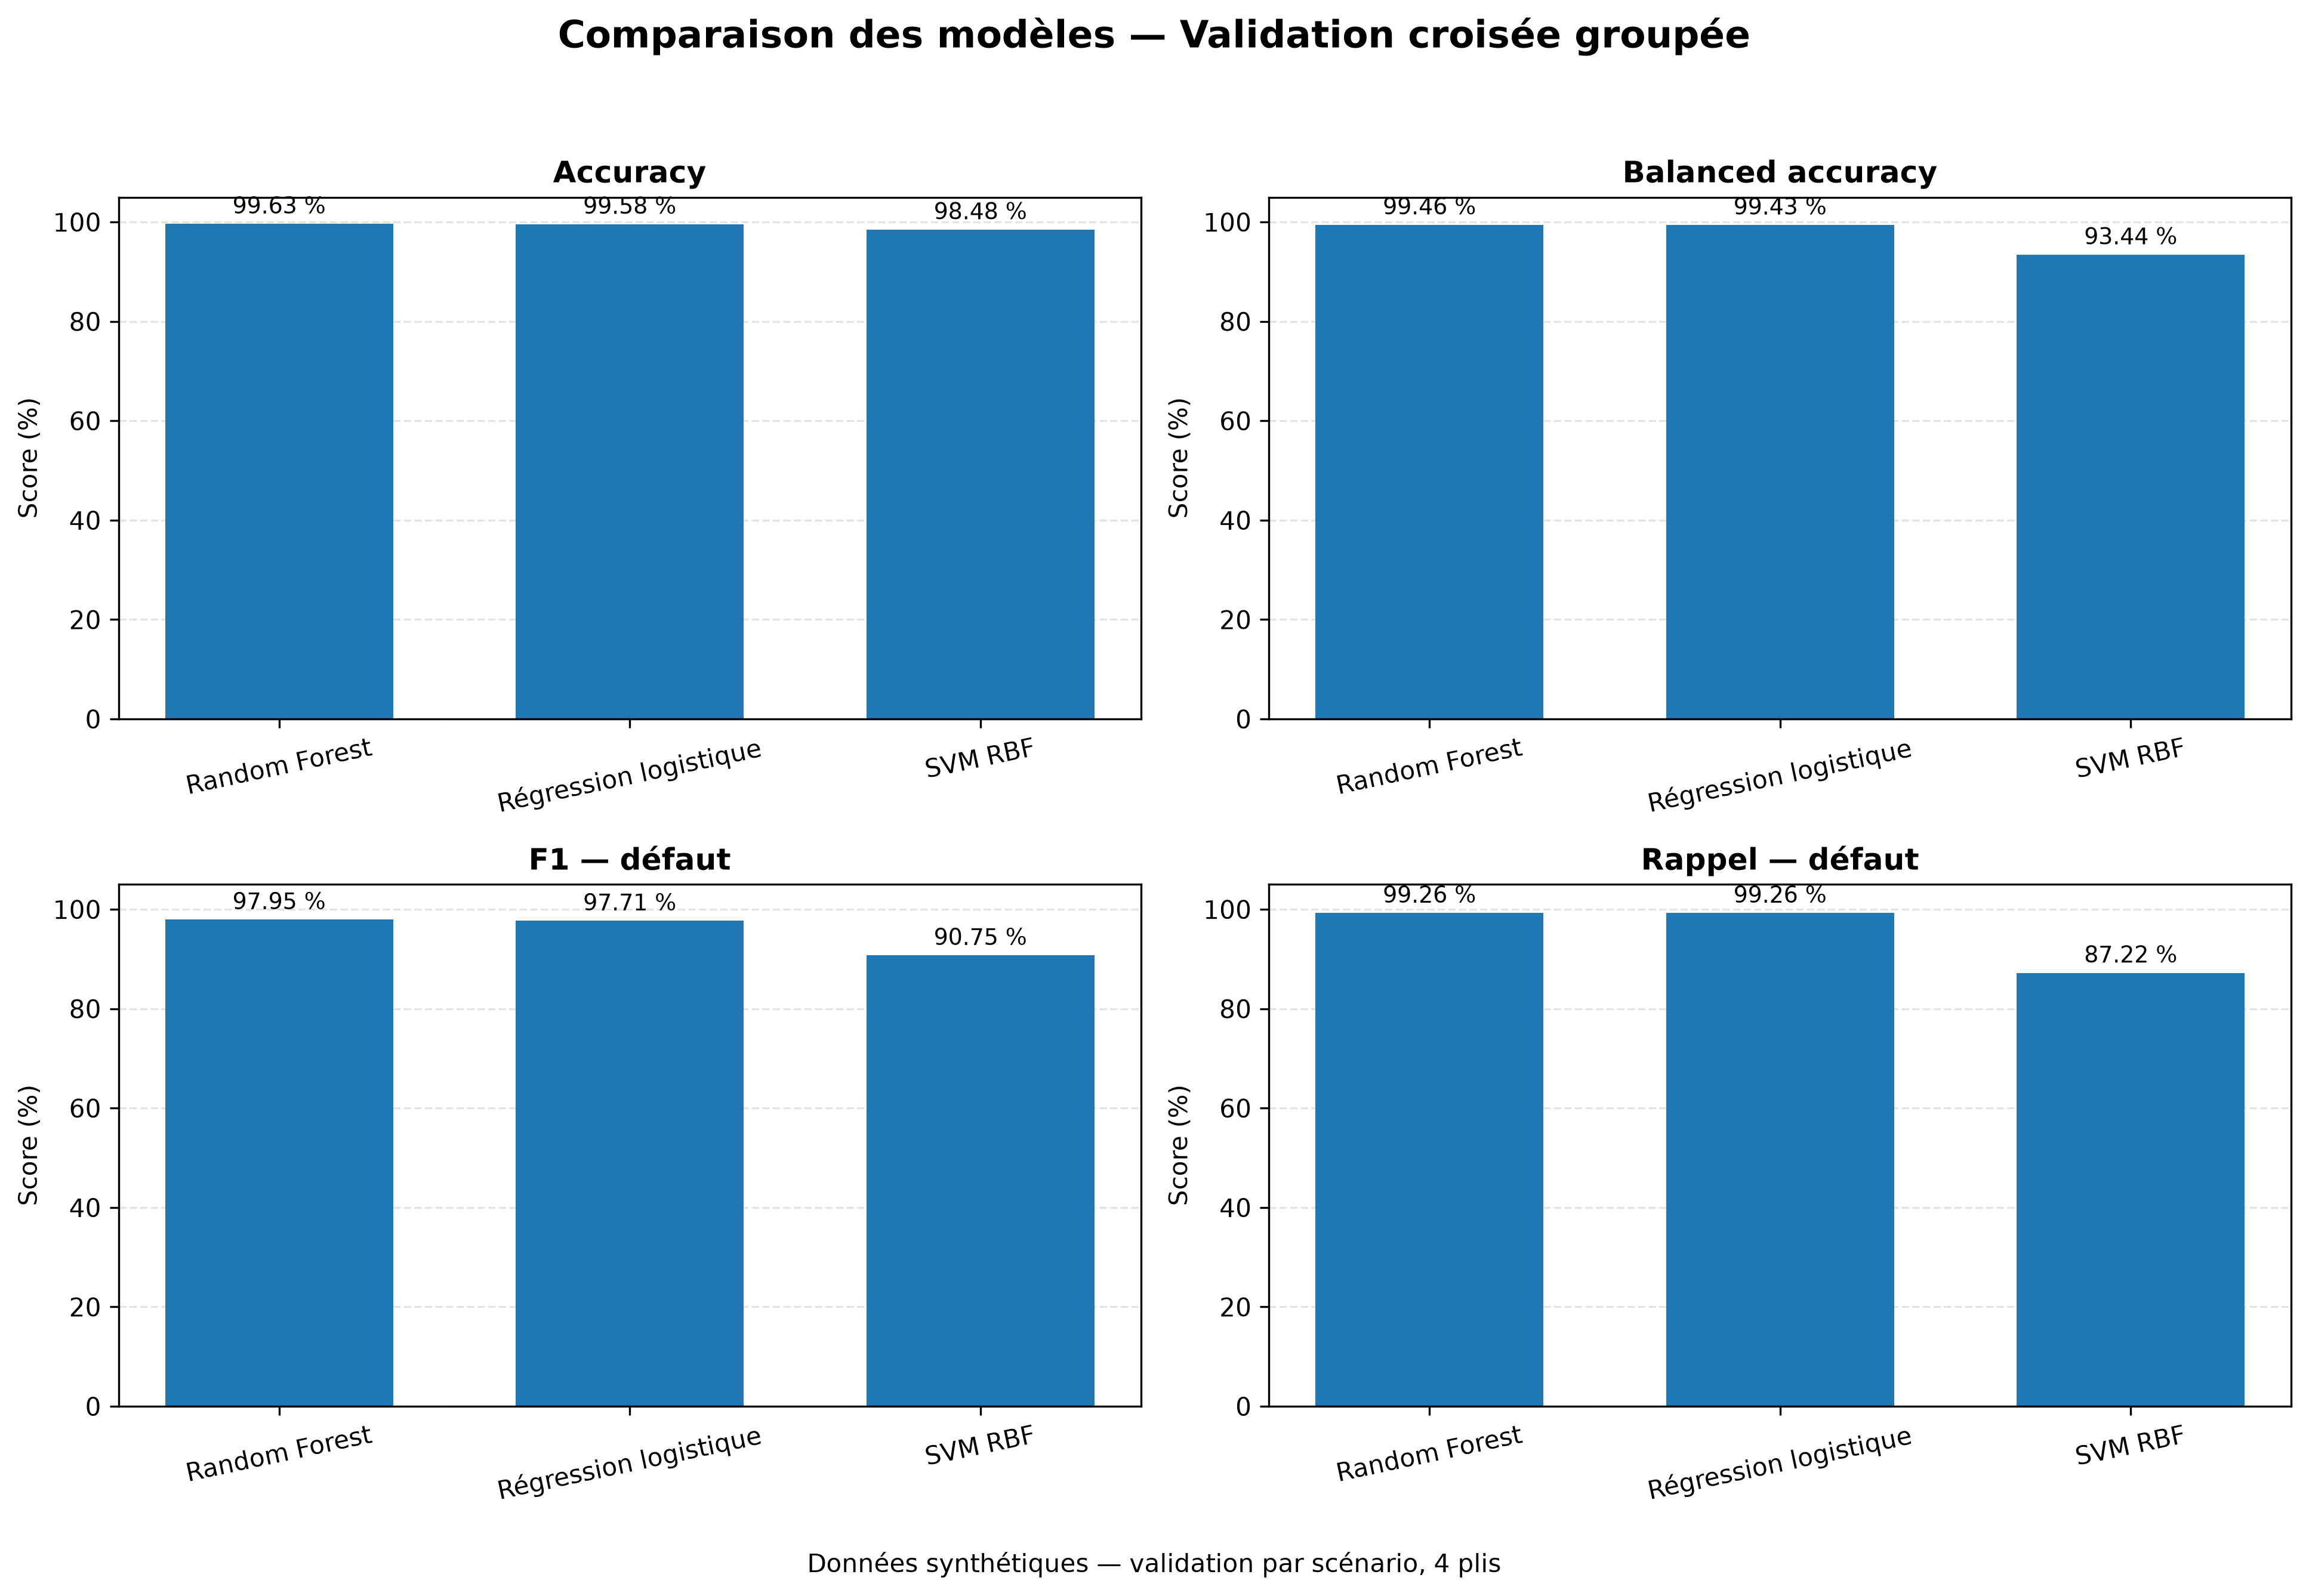 Comparaison des modèles — Validation croisée groupée
Accuracy
99.63 %
99.58 %
98.48 %
100
80
60
40
20
0
Score (%)
Random Forest
Régression logistique
SVM RBF
Balanced accuracy
99.46 %
99.43 %
93.44 %
100
80
60
40
20
0
Score (%)
Random Forest
Régression logistique
SVM RBF
F1 — défaut
97.95 %
97.71 %
90.75 %
100
80
60
40
20
0
Score (%)
Random Forest
Régression logistique
SVM RBF
Rappel — défaut
99.26 %
99.26 %
87.22 %
100
80
60
40
20
0
Score (%)
Random Forest
Régression logistique
SVM RBF
Données synthétiques — validation par scénario, 4 plis